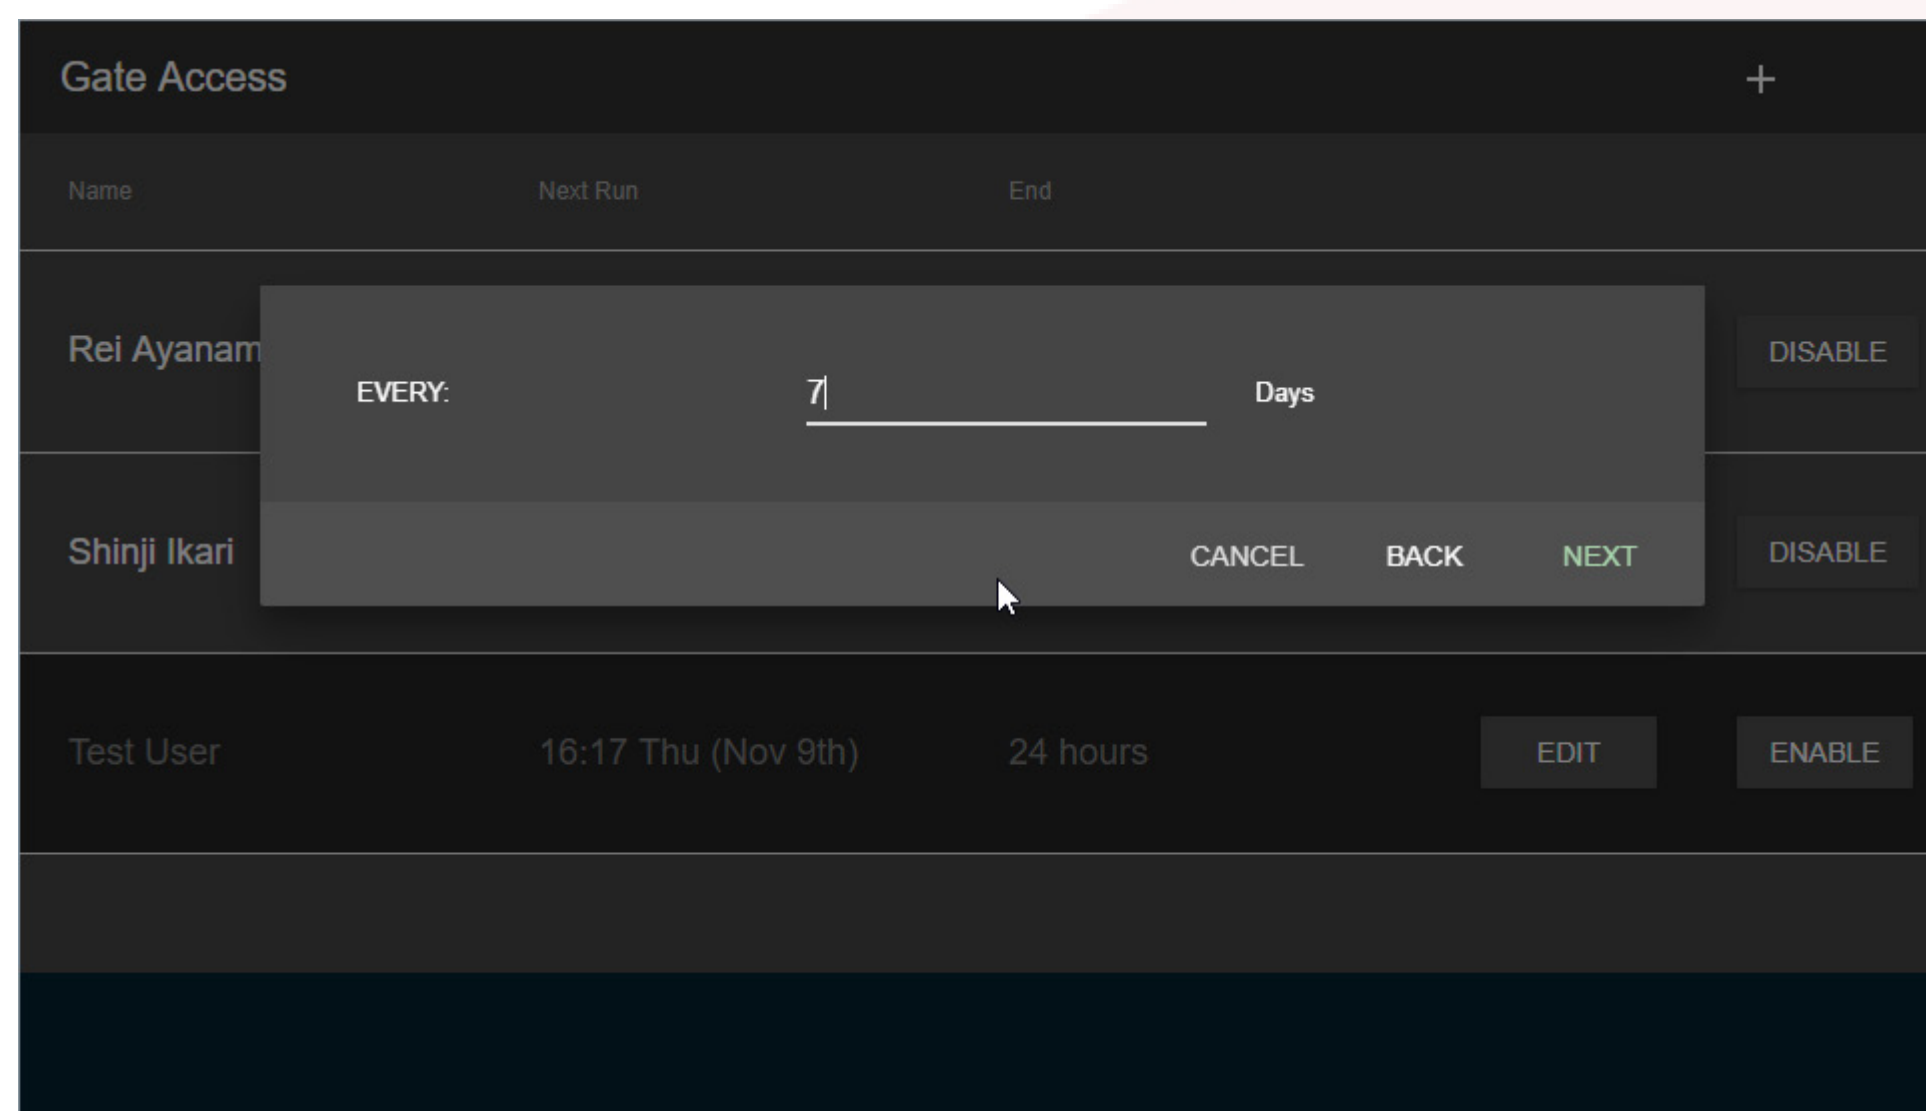 Gate Access +
Name Next Run End
Rei Ayanam DISABLE
EVERY: 7 Days
Shinji Ikari DISABLE
CANCEL BACK NEXT
Test User 16:17 Thu (Nov 9th) 24 hours EDIT ENABLE